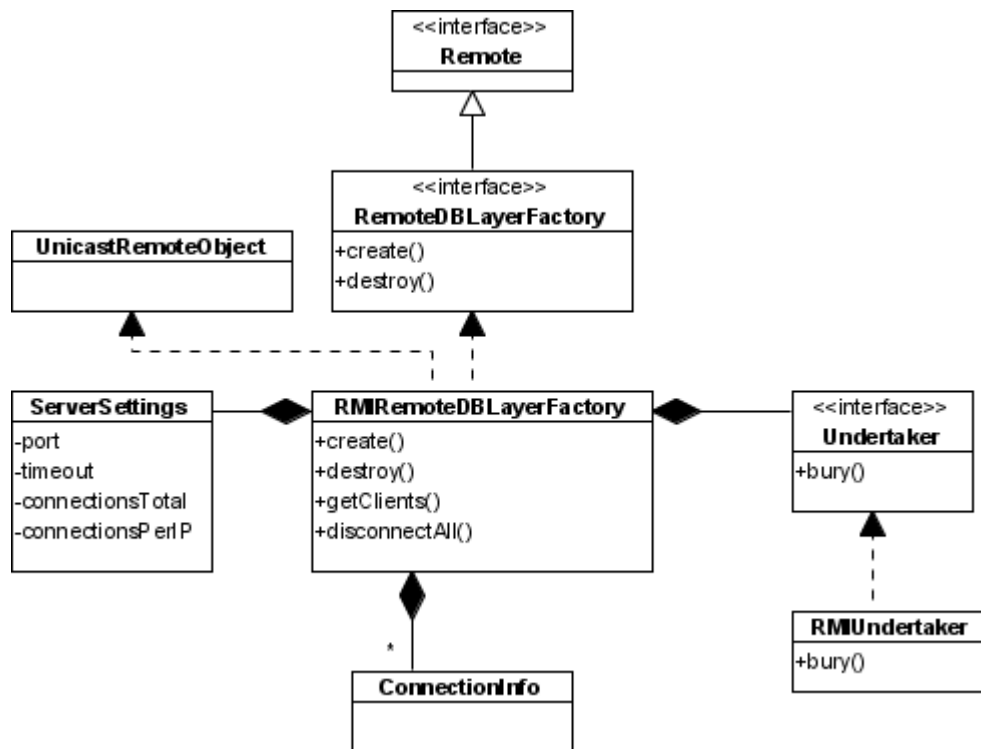 <<interface>>
Remote
<<interface>>
RemoteDBLayerFactory
+create()
+destroy()
UnicastRemoteObject
ServerSettings
-port
-timeout
-connectionsTotal
-connectionsPerIP
RMIRemoteDBLayerFactory
+create()
+destroy()
+getClients()
+disconnectAll()
<<interface>>
Undertaker
+bury()
RMIUndertaker
+bury()
*
ConnectionInfo